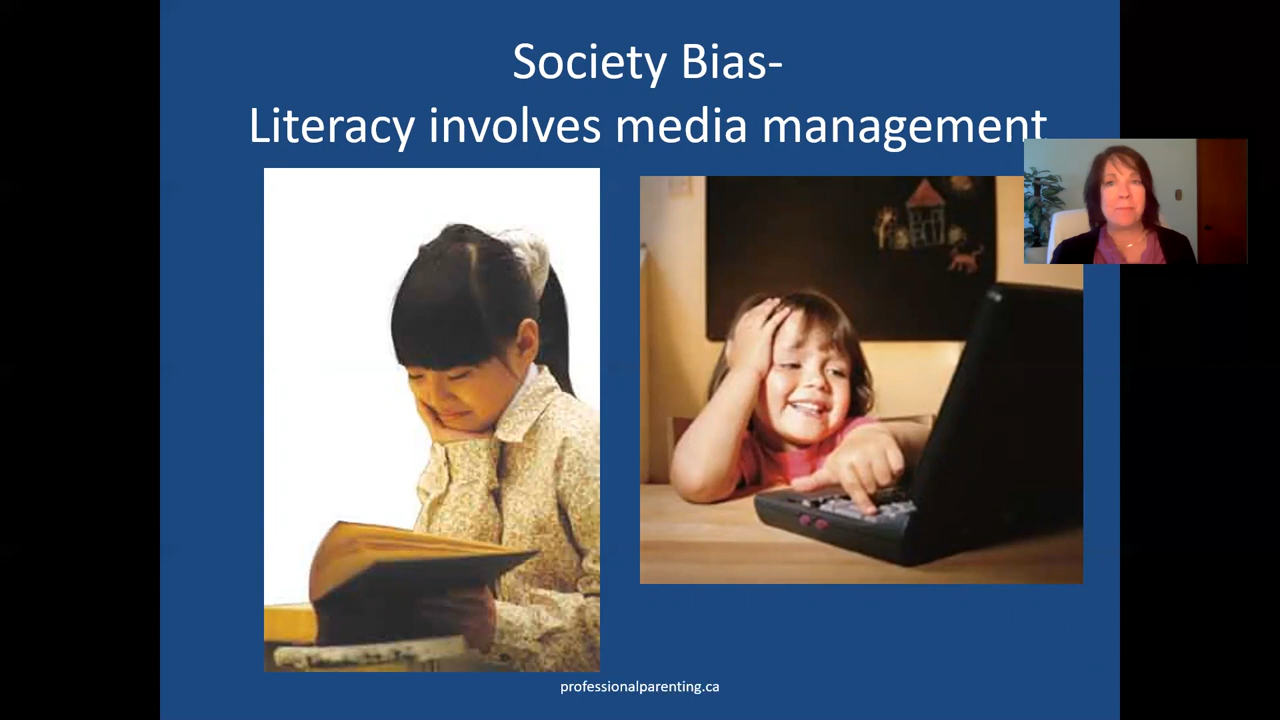 Society Bias-
Literacy involves media management
professionalparenting.ca